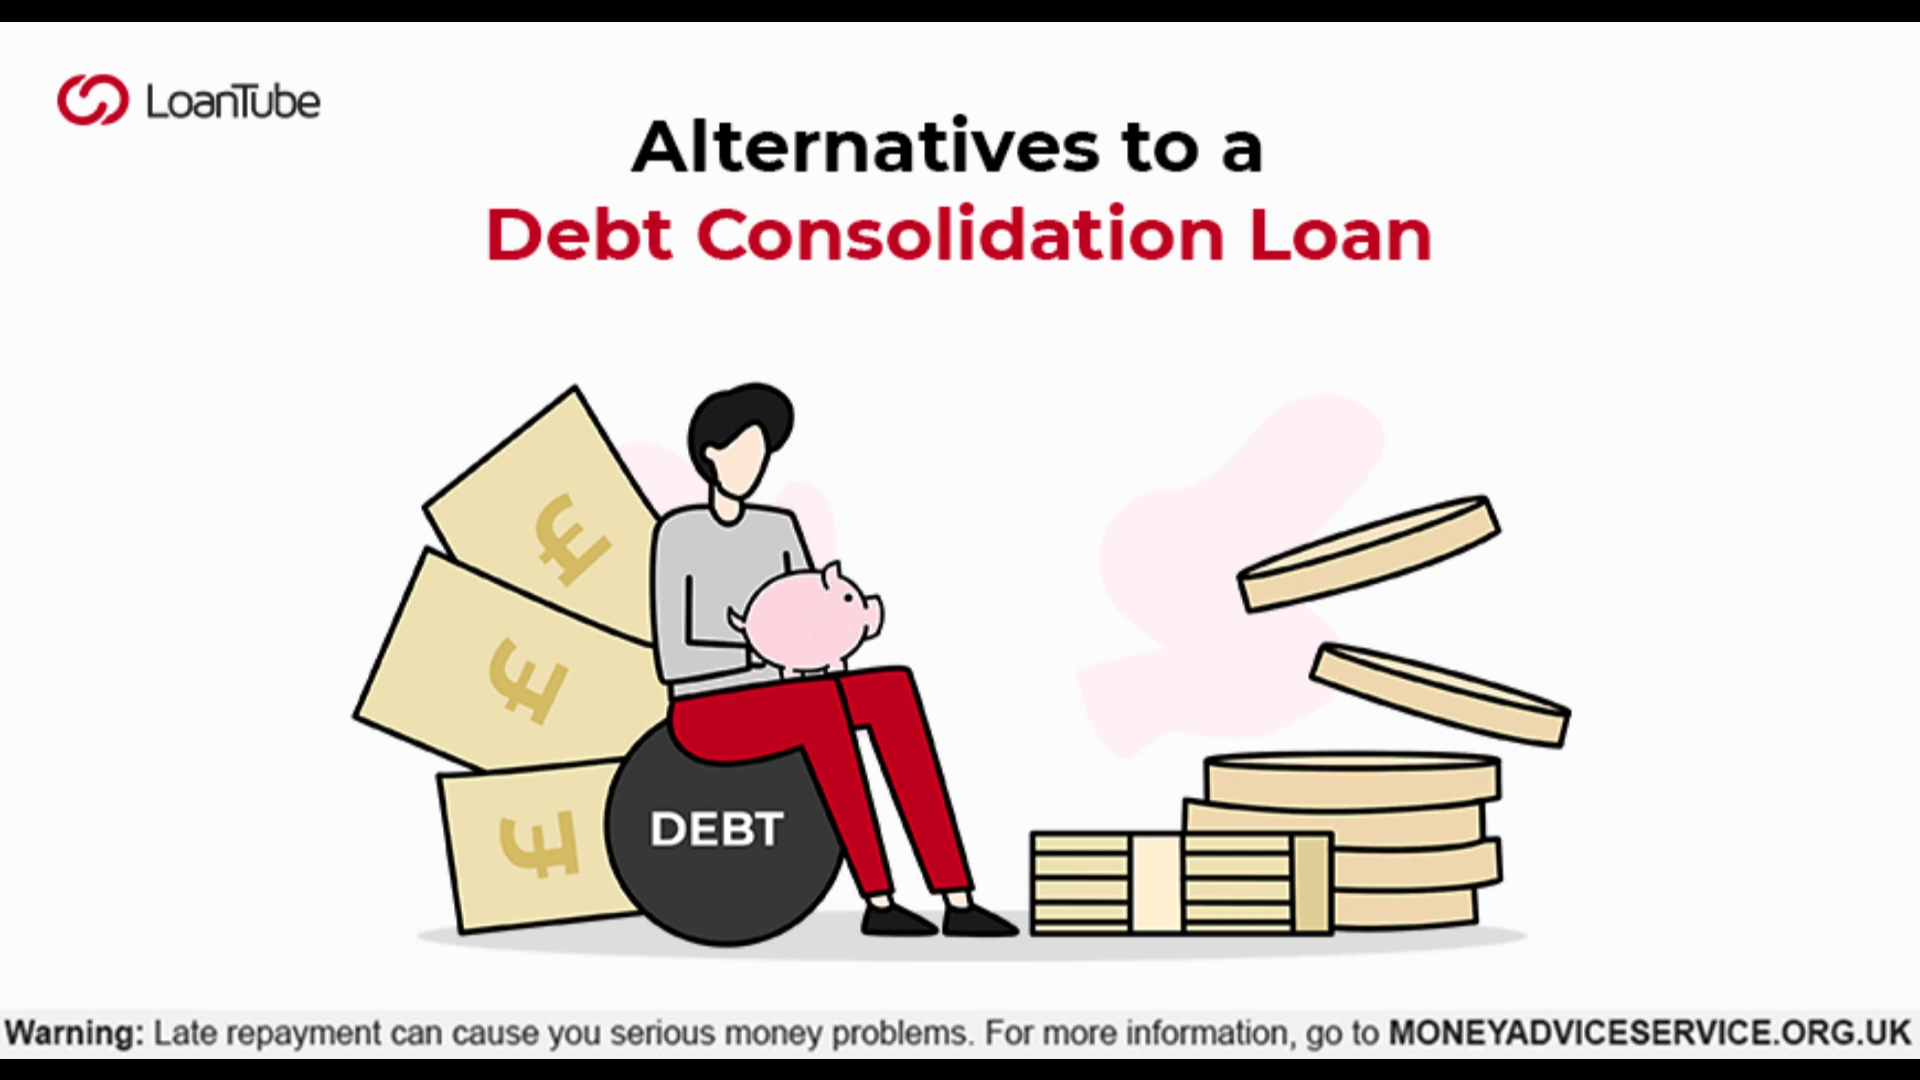 LoanTube
Alternatives to a
Debt Consolidation Loan
£
£
£
DEBT
Warning: Late repayment can cause you serious money problems. For more information, go to MONEYADVICESERVICE.ORG.UK